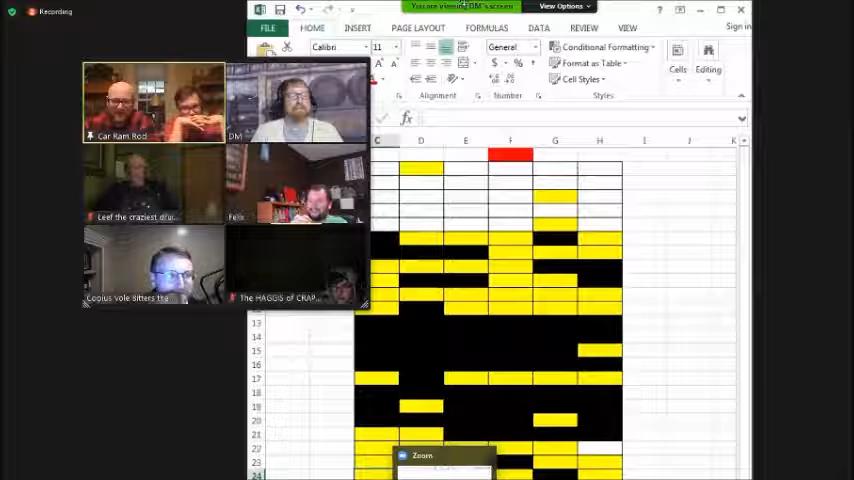 Recording
You are viewing DM's screen
View Options
Sign in
FILE
HOME
INSERT
PAGE LAYOUT
FORMULAS
DATA
REVIEW
VIEW
Calibri
11
General
Conditional Formatting
Format as Table
Cell Styles
Cells
Editing
Alignment
Number
Styles
fx
C
D
E
F
G
H
I
J
K
Car Ram Rod
DM
Leef the craziest dru...
Felix
Copius Vole Bitters the
The HAGGIS of CRAP...
13
14
15
16
17
18
19
20
21
22
23
24
Zoom